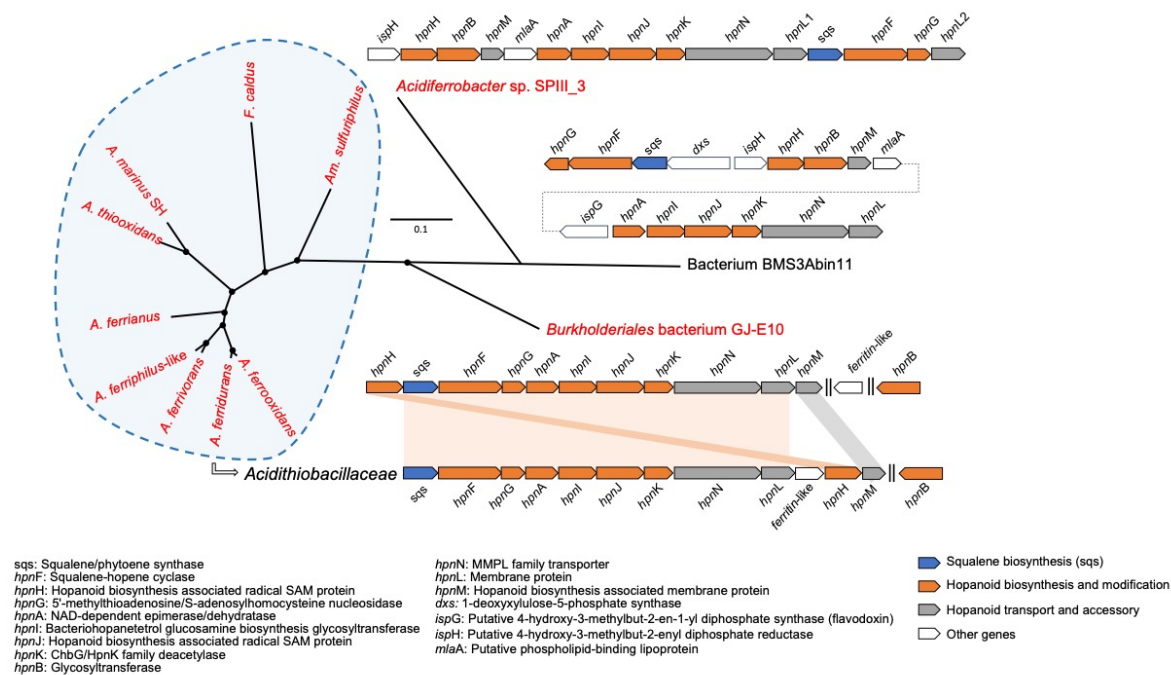 ispH hpnH hpnB hpnM mlaA hpnA hpnI hpnJ hpnK hpnN hpnL1 sqs hpnF hpnG hpnL2
Acidiferrobacter sp. SPIII_3
F. caldus
Am. sulfuriphilus
A. marinus SH
A. thiooxidans
hpnG hpnF sqs dxs ispH hpnH hpnB hpnM mlaA
0.1
ispG hpnA hpnI hpnJ hpnK hpnN hpnL
Bacterium BMS3Abin11
A. ferrianus
Burkholderiales bacterium GJ-E10
A. ferriphilus-like
A. ferrivorans
A. ferridurans
A. ferrooxidans
hpnH sqs hpnF hpnG hpnA hpnI hpnJ hpnK hpnN hpnL hpnM ferritin-like hpnB
Acidithiobacillaceae
sqs hpnF hpnG hpnA hpnI hpnJ hpnK hpnN hpnL ferritin-like hpnH hpnM hpnB
sqs: Squalene/phytoene synthase
hpnF: Squalene-hopene cyclase
hpnH: Hopanoid biosynthesis associated radical SAM protein
hpnG: 5'-methylthioadenosine/S-adenosylhomocysteine nucleosidase
hpnA: NAD-dependent epimerase/dehydratase
hpnI: Bacteriohopanetetrol glucosamine biosynthesis glycosyltransferase
hpnJ: Hopanoid biosynthesis associated radical SAM protein
hpnK: ChbG/HpnK family deacetylase
hpnB: Glycosyltransferase
hpnN: MMPL family transporter
hpnL: Membrane protein
hpnM: Hopanoid biosynthesis associated membrane protein
dxs: 1-deoxyxylulose-5-phosphate synthase
ispG: Putative 4-hydroxy-3-methylbut-2-en-1-yl diphosphate synthase (flavodoxin)
ispH: Putative 4-hydroxy-3-methylbut-2-enyl diphosphate reductase
mlaA: Putative phospholipid-binding lipoprotein
Squalene biosynthesis (sqs)
Hopanoid biosynthesis and modification
Hopanoid transport and accessory
Other genes